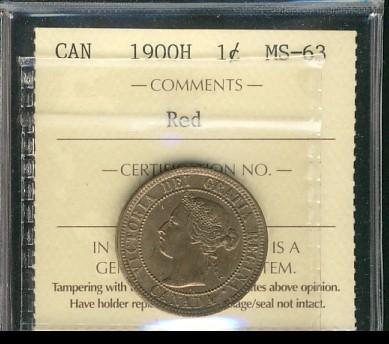 CAN 1900H 1¢ MS-63
— COMMENTS —
Red
— CERTIFICATION NO. —
VICTORIA DEI GRATIA REGINA.
CANADA
IN IS A
GE TEM.
Tampering with ates above opinion.
Have holder rep age/seal not intact.